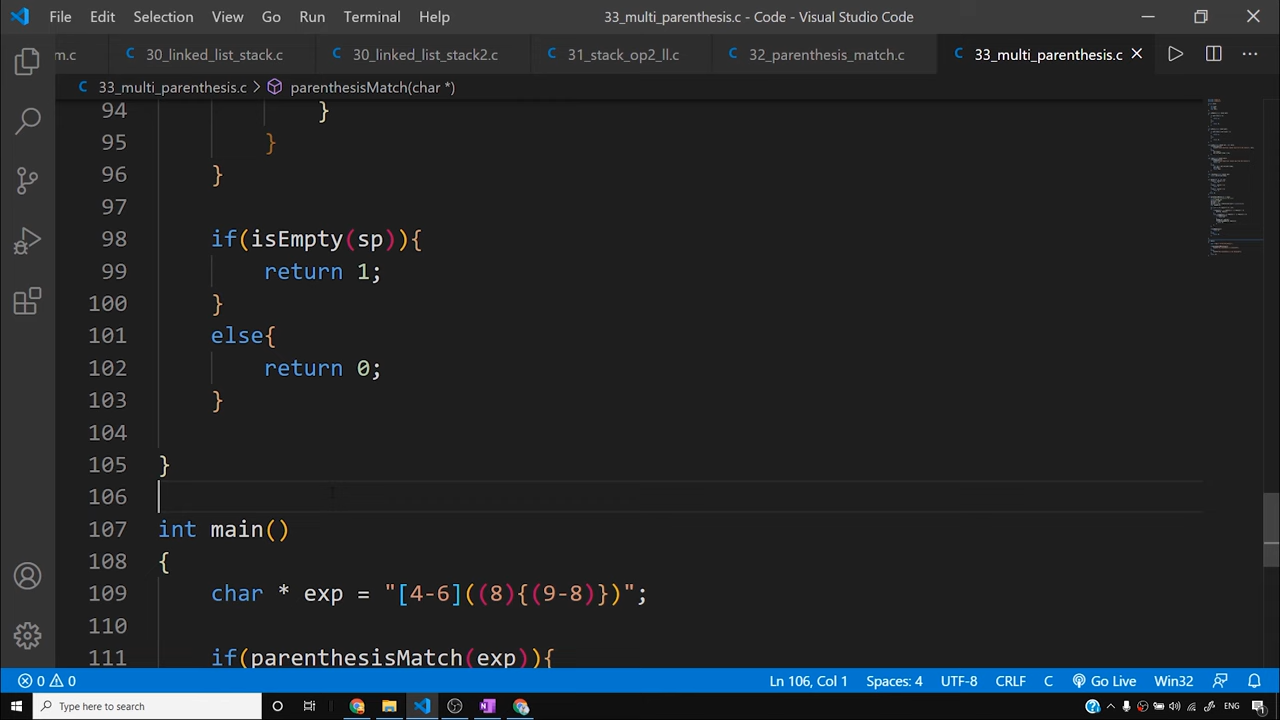 File Edit Selection View Go Run Terminal Help 33_multi_parenthesis.c - Code - Visual Studio Code
m.c C 30_linked_list_stack.c C 30_linked_list_stack2.c C 31_stack_op2_ll.c C 32_parenthesis_match.c C 33_multi_parenthesis.c
C 33_multi_parenthesis.c > parenthesisMatch(char *)
94 }
95 }
96 }
97
98 if(isEmpty(sp)){
99 return 1;
100 }
101 else{
102 return 0;
103 }
104
105 }
106
107 int main()
108 {
109 char * exp = "[4-6]((8){(9-8)})";
110
111 if(parenthesisMatch(exp)){
0 0 Ln 106, Col 1 Spaces: 4 UTF-8 CRLF C Go Live Win32
Type here to search ENG